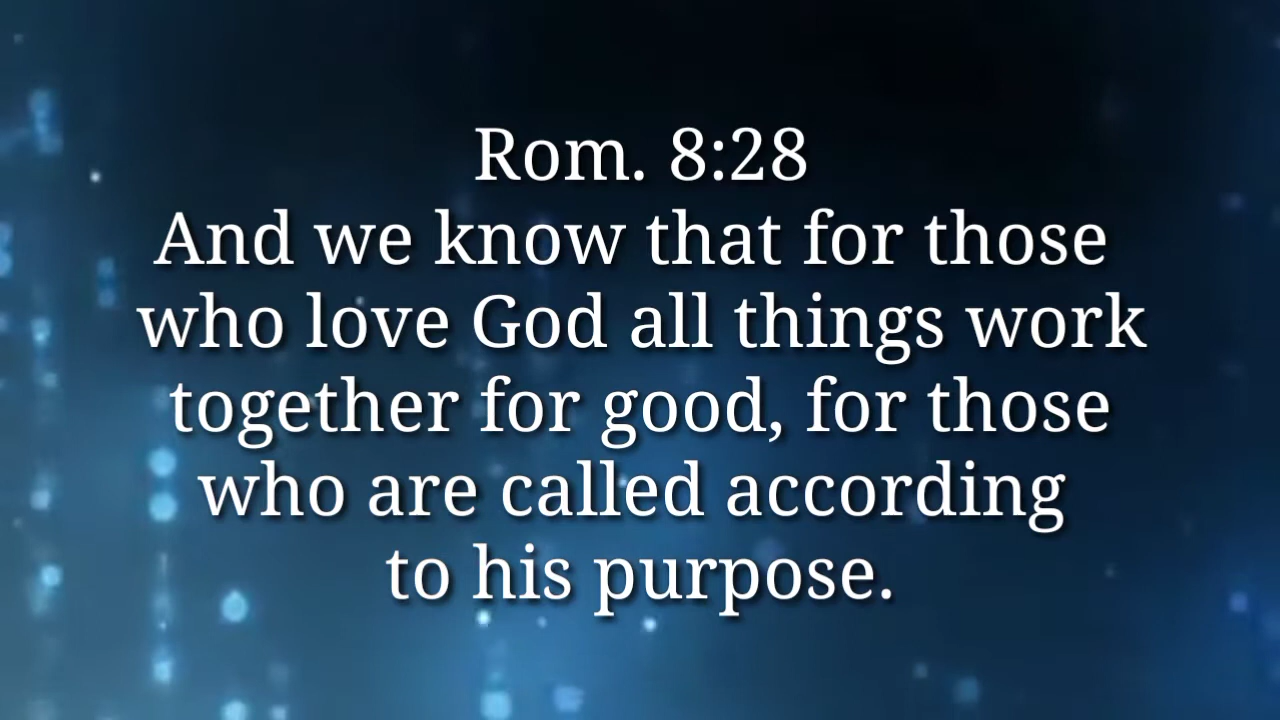 Rom. 8:28
And we know that for those
who love God all things work
together for good, for those
who are called according
to his purpose.